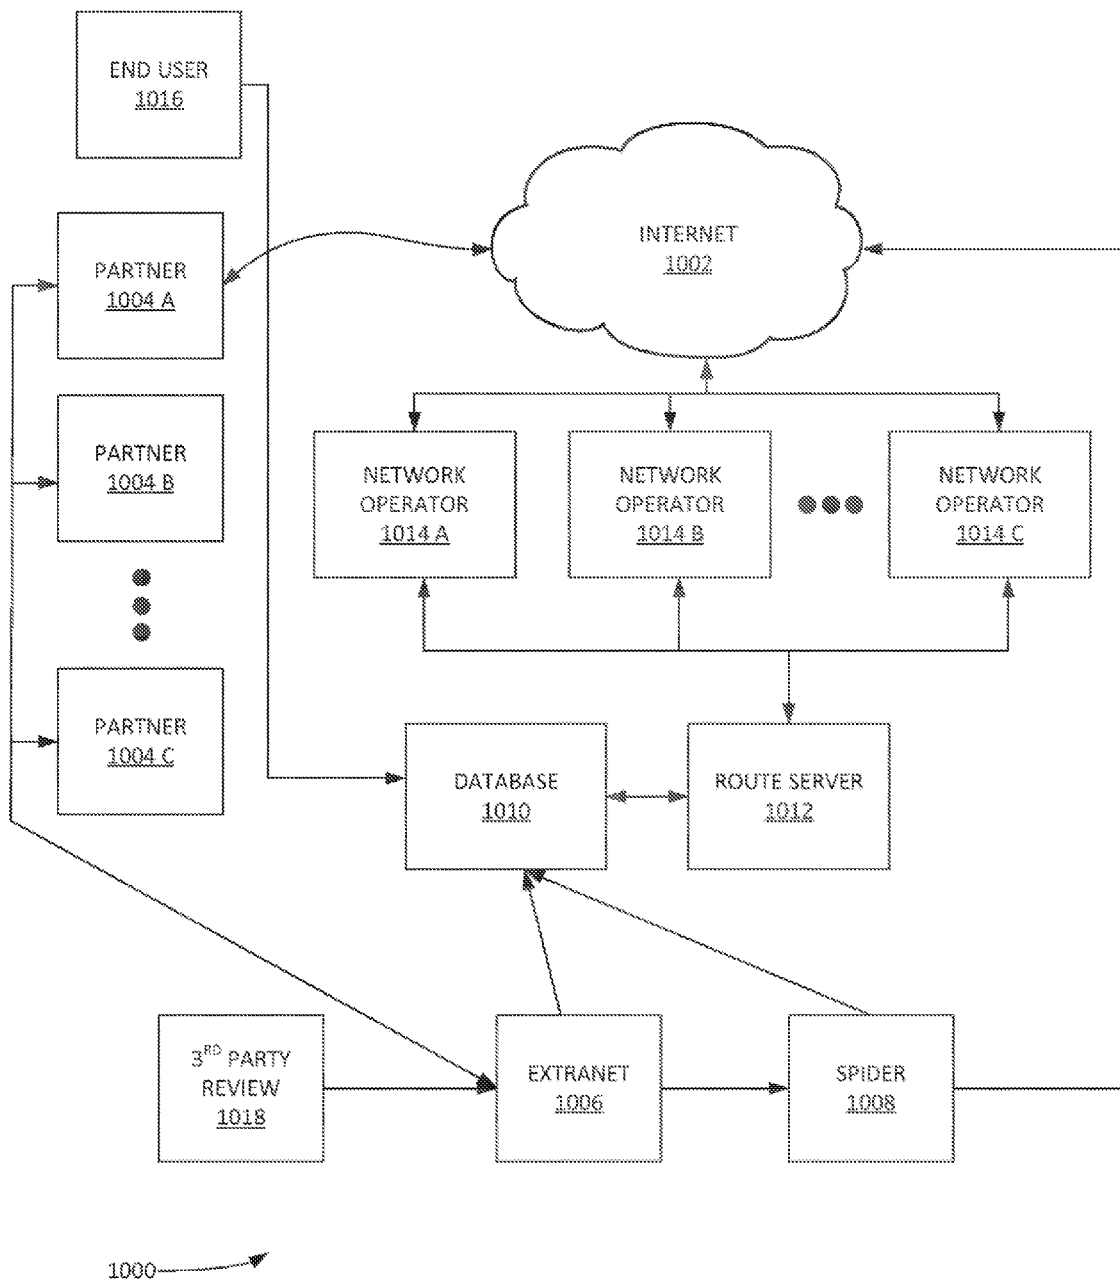 END USER
1016
INTERNET
1002
PARTNER
1004 A
PARTNER
1004 B
NETWORK
OPERATOR
1014 A
NETWORK
OPERATOR
1014 B
NETWORK
OPERATOR
1014 C
PARTNER
1004 C
DATABASE
1010
ROUTE SERVER
1012
3RD PARTY
REVIEW
1018
EXTRANET
1006
SPIDER
1008
1000